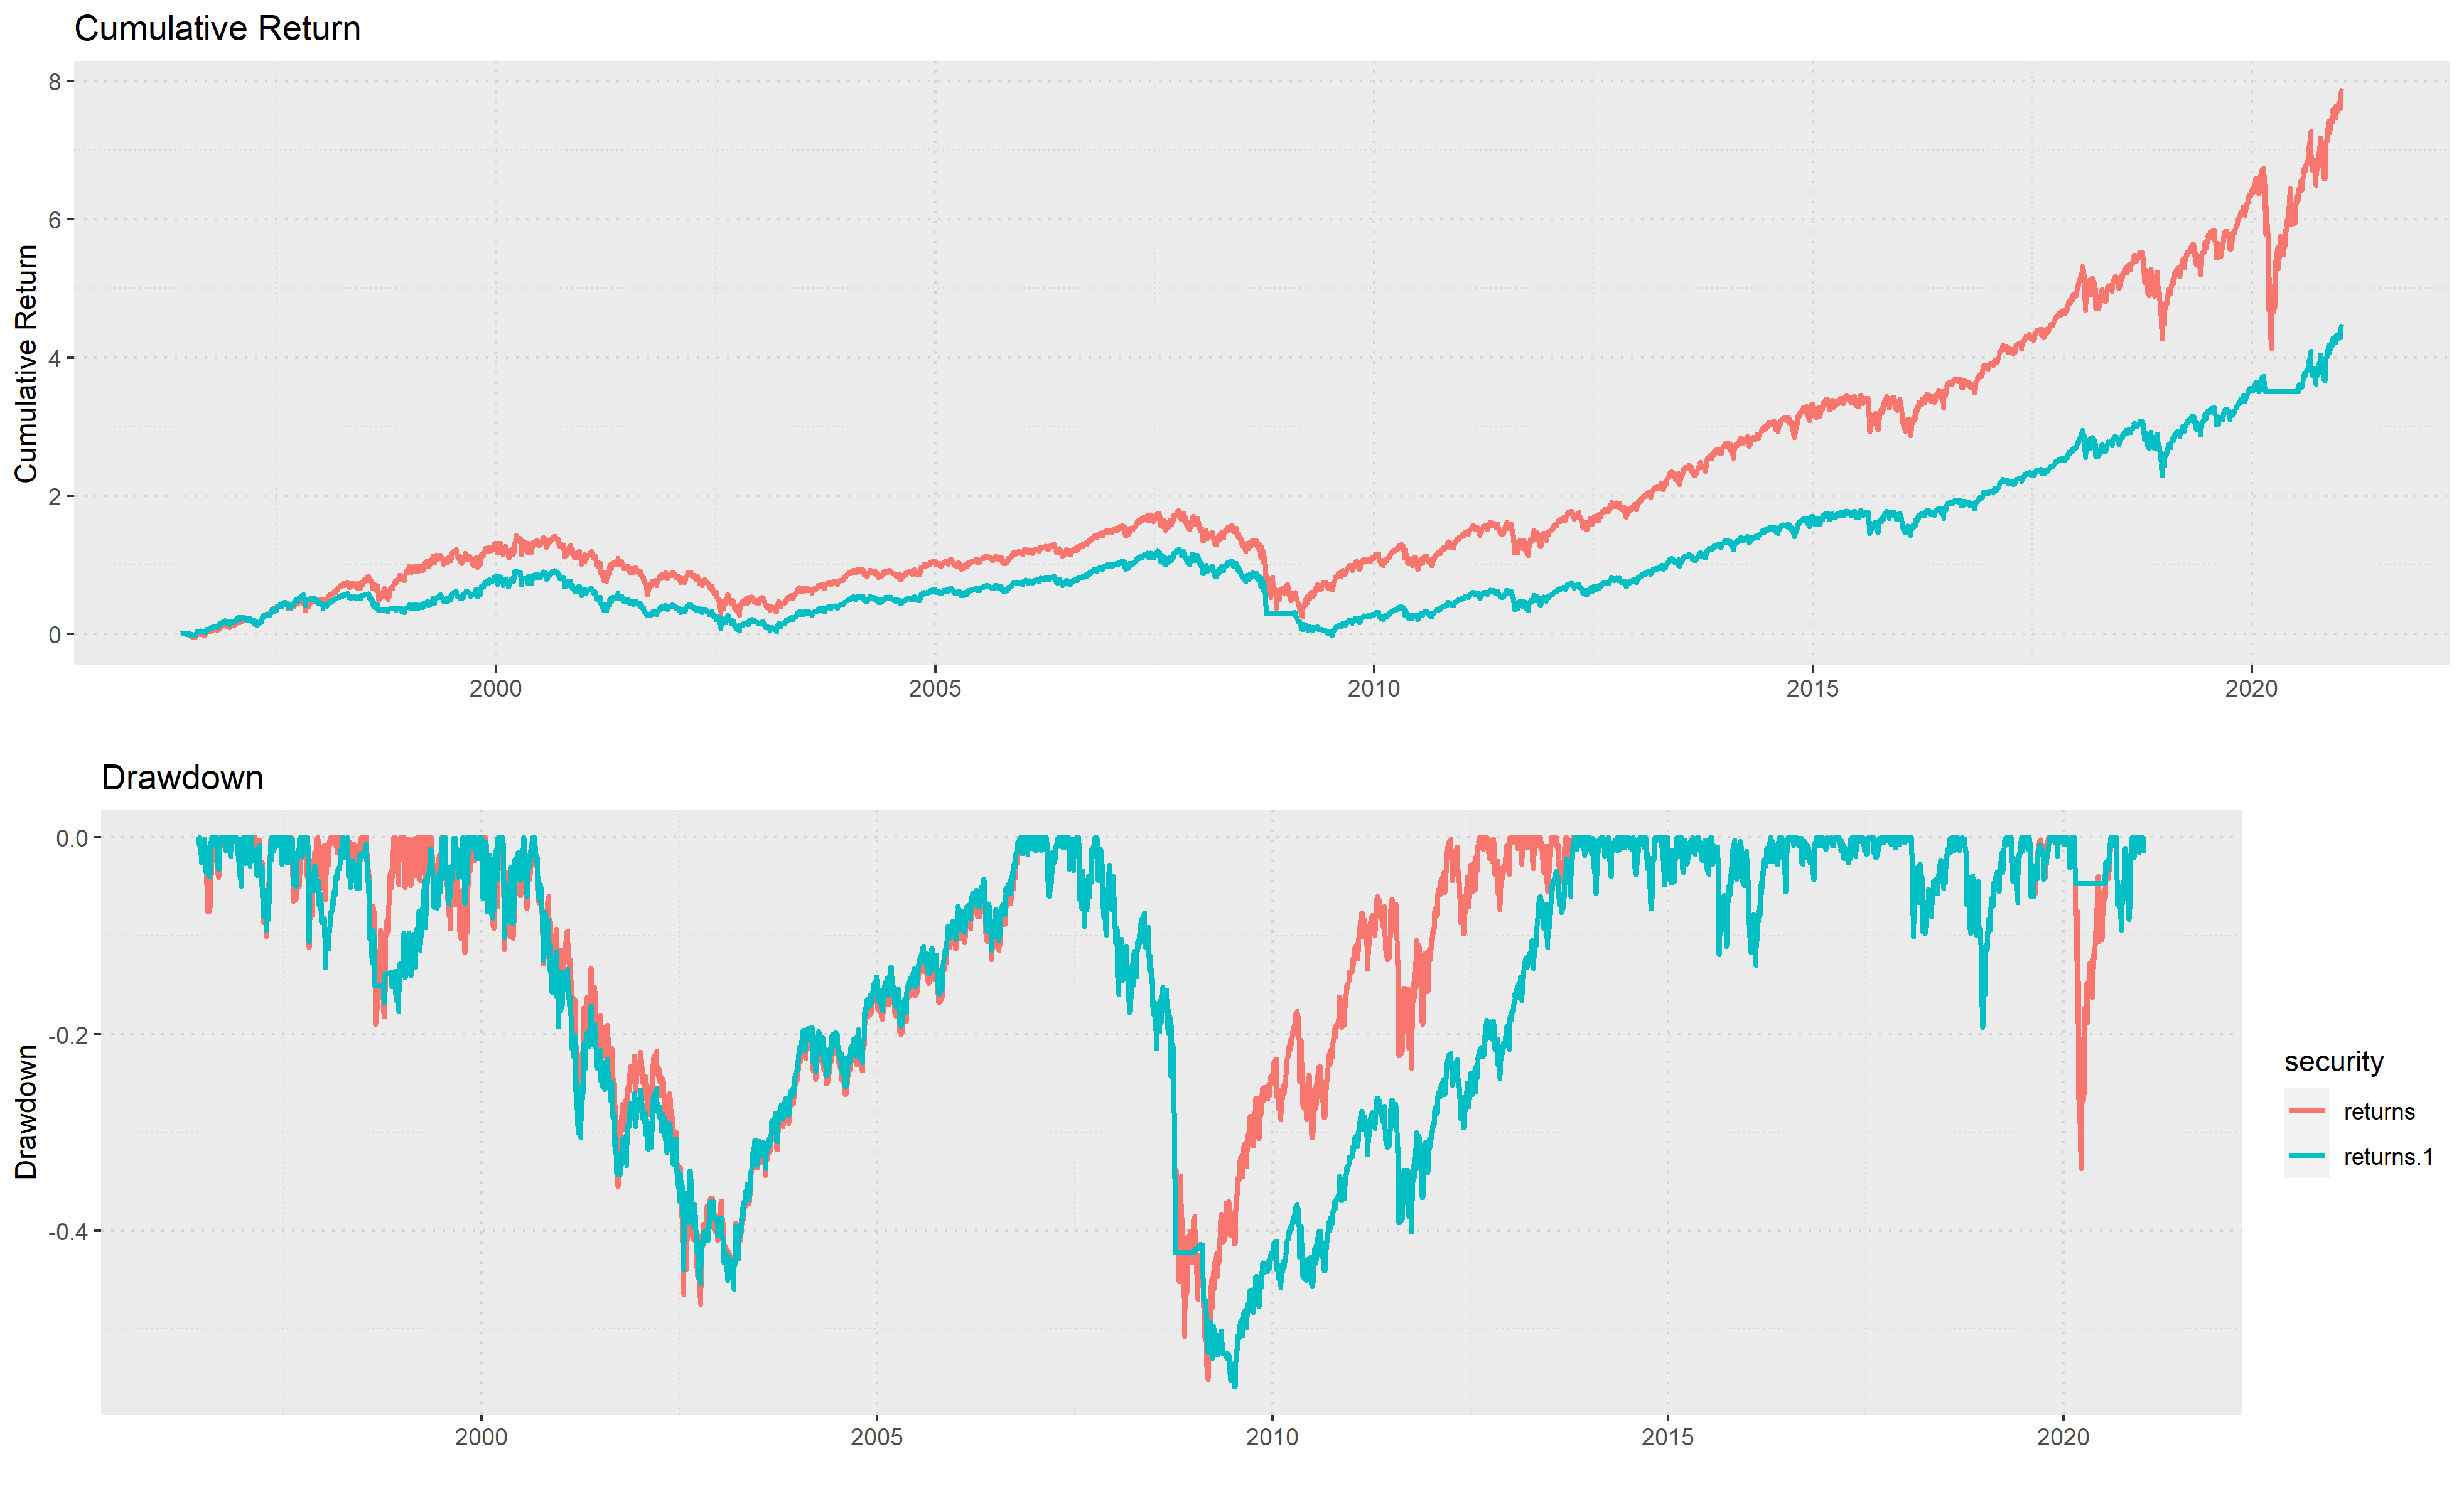 Cumulative Return
Cumulative Return
8
6
4
2
0
2000 2005 2010 2015 2020
Drawdown
Drawdown
0.0
-0.2
-0.4
2000 2005 2010 2015 2020
security
returns
returns.1